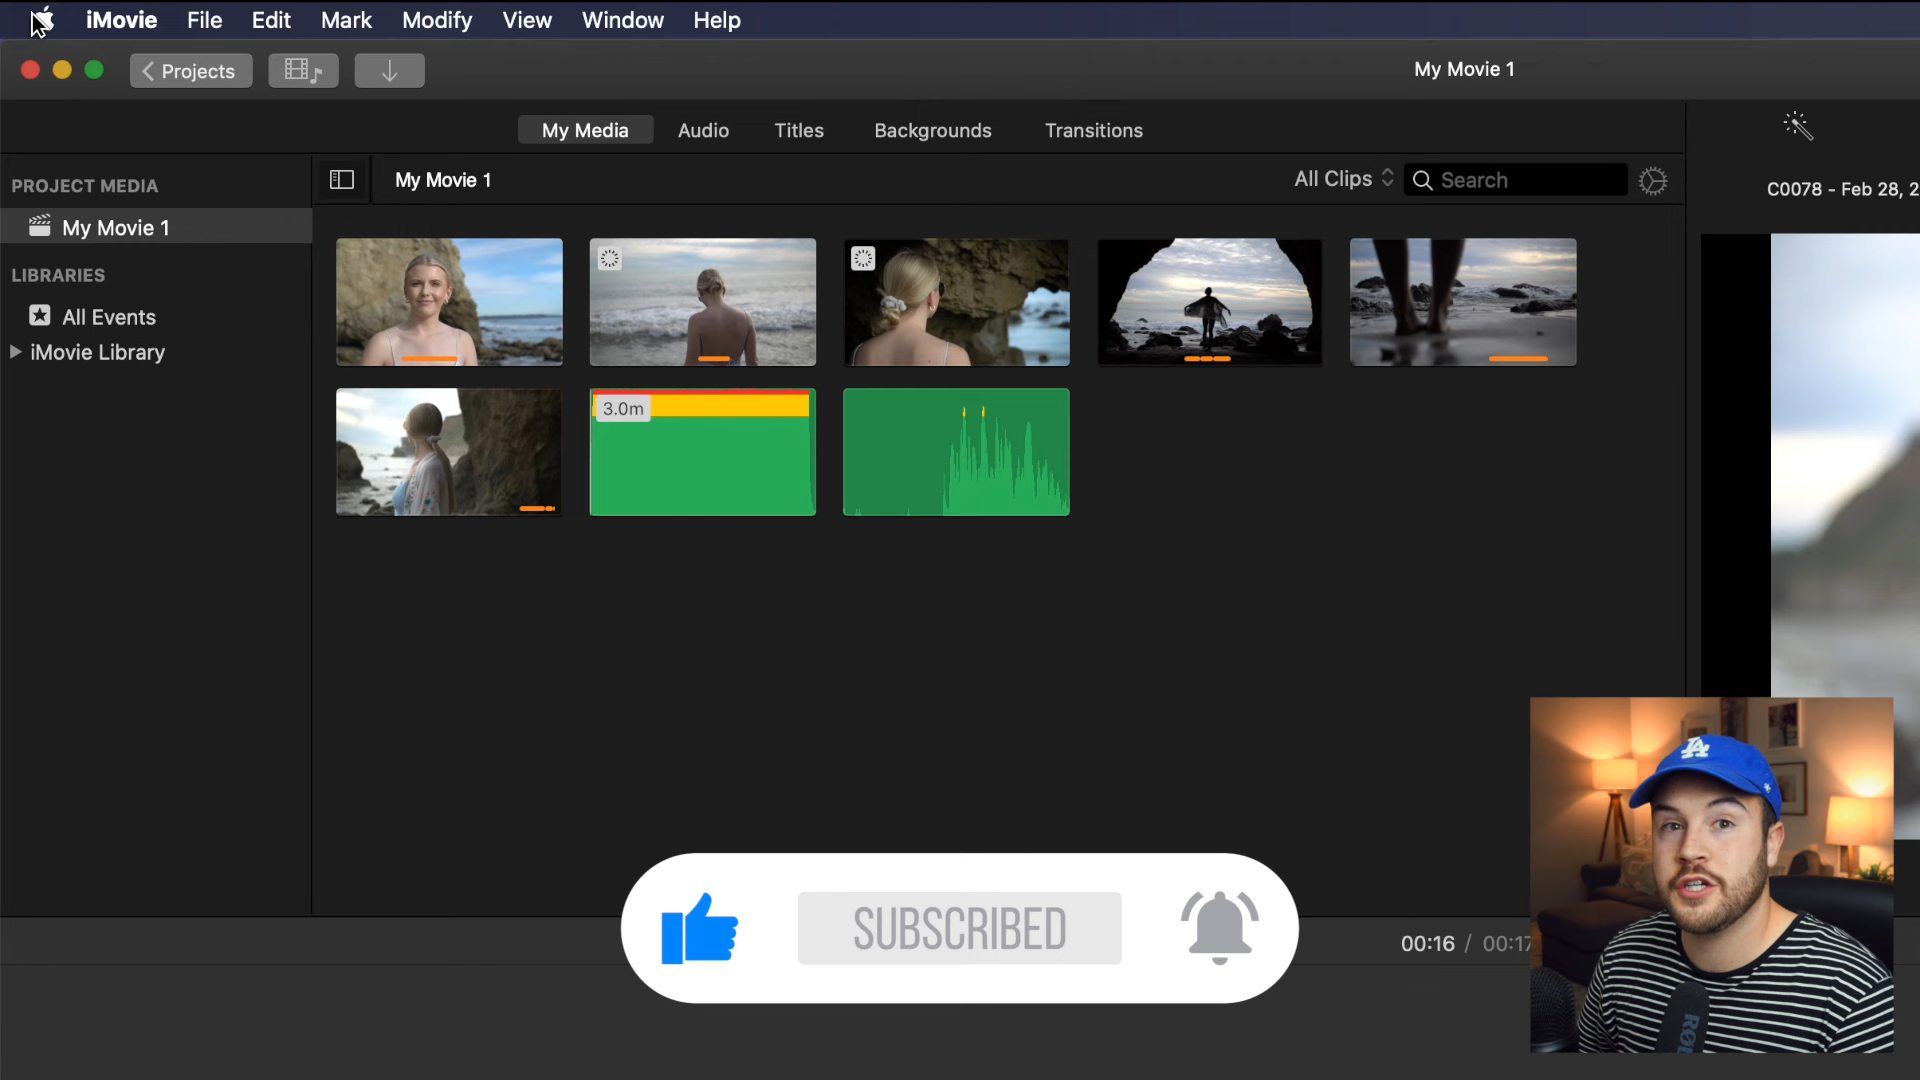 iMovie File Edit Mark Modify View Window Help
Projects
My Movie 1
My Media Audio Titles Backgrounds Transitions
PROJECT MEDIA
My Movie 1
All Clips
Search
C0078 - Feb 28, 2
My Movie 1
LIBRARIES
All Events
iMovie Library
3.0m
LA
SUBSCRIBED
00:16 / 00:17